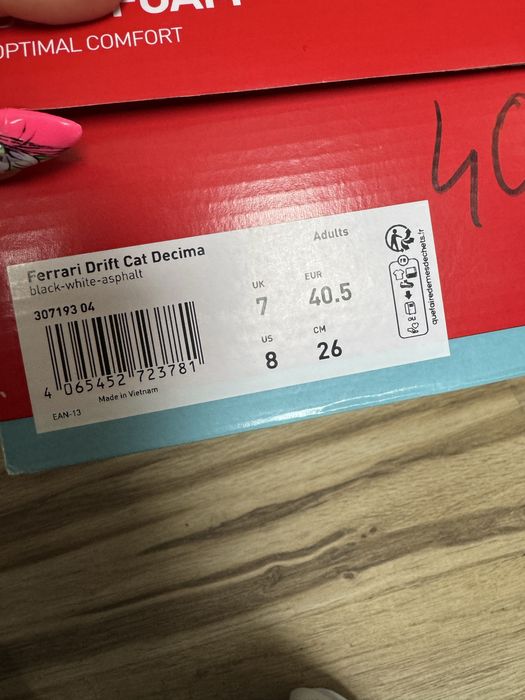 OPTIMAL COMFORT
40
Adults
Ferrari Drift Cat Decima
black-white-asphalt
307193 04
UK
7
EUR
40.5
US
8
CM
26
4 065452 723781
EAN-13
Made in Vietnam
FR
quefairedemesdechets.fr